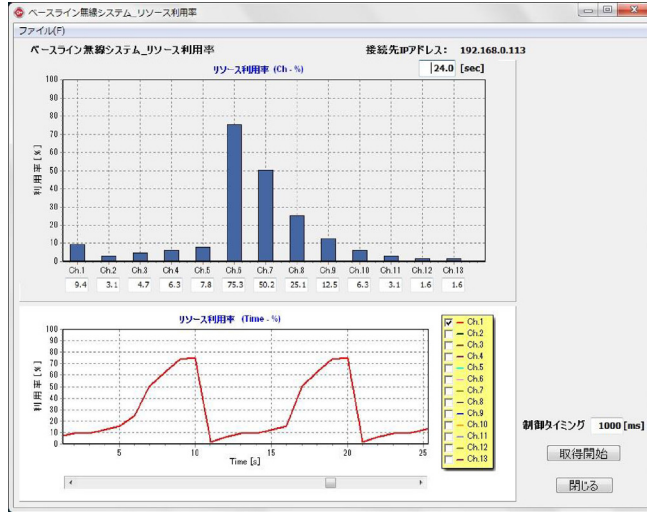 ベースライン無線システム_リソース利用率
ファイル(F)
ベースライン無線システム_リソース利用率 接続先IPアドレス： 192.168.0.113
リソース利用率 (Ch - %) 24.0 [sec]
利用率 [%]
100
90
80
70
60
50
40
30
20
10
0
Ch.1 Ch.2 Ch.3 Ch.4 Ch.5 Ch.6 Ch.7 Ch.8 Ch.9 Ch.10 Ch.11 Ch.12 Ch.13
9.4 3.1 4.7 6.3 7.8 75.3 50.2 25.1 12.5 6.3 3.1 1.6 1.6
リソース利用率 (Time - %)
利用率 [%]
100
90
80
70
60
50
40
30
20
10
0
5 10 15 20 25
Time [s]
Ch.1
Ch.2
Ch.3
Ch.4
Ch.5
Ch.6
Ch.7
Ch.8
Ch.9
Ch.10
Ch.11
Ch.12
Ch.13
制御タイミング 1000 [ms]
取得開始
閉じる